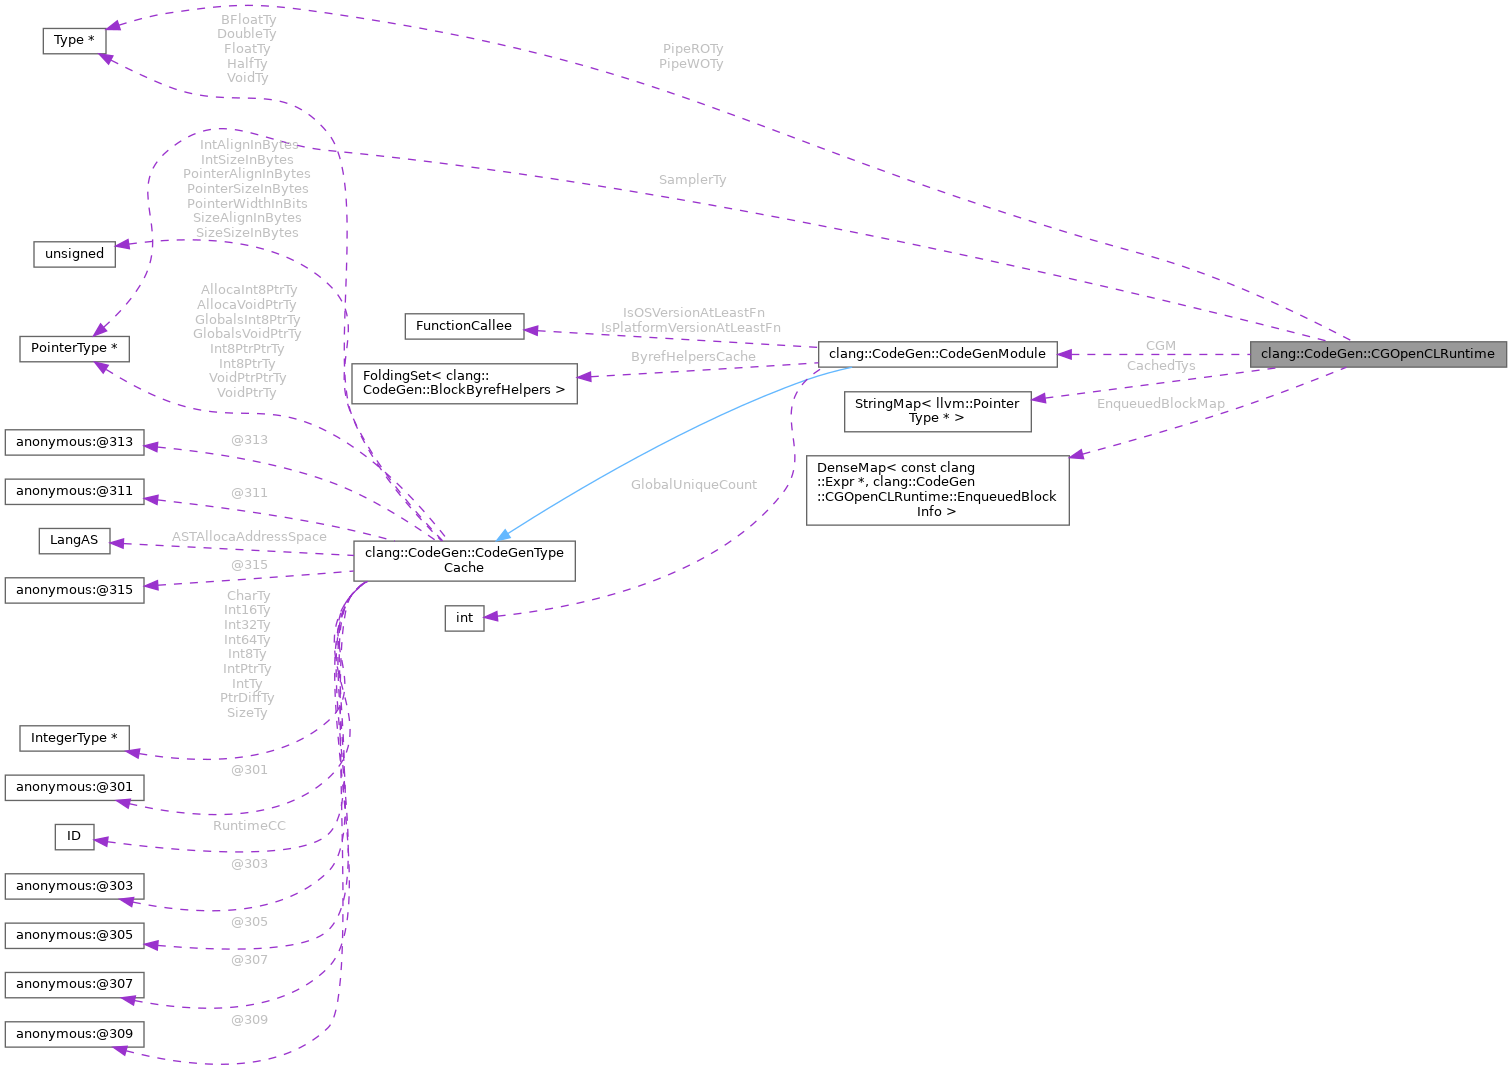 BFloatTy
DoubleTy
FloatTy
HalfTy
VoidTy
Type *
PipeROTy
PipeWOTy
IntAlignInBytes
IntSizeInBytes
PointerAlignInBytes
PointerSizeInBytes
PointerWidthInBits
SizeAlignInBytes
SizeSizeInBytes
SamplerTy
unsigned
AllocaInt8PtrTy
AllocaVoidPtrTy
GlobalsInt8PtrTy
GlobalsVoidPtrTy
Int8PtrPtrTy
Int8PtrTy
VoidPtrPtrTy
VoidPtrTy
PointerType *
FunctionCallee
IsOSVersionAtLeastFn
IsPlatformVersionAtLeastFn
clang::CodeGen::CodeGenModule
CGM
clang::CodeGen::CGOpenCLRuntime
FoldingSet< clang::
CodeGen::BlockByrefHelpers >
ByrefHelpersCache
CachedTys
StringMap< llvm::Pointer
Type * >
EnqueuedBlockMap
DenseMap< const clang
::Expr *, clang::CodeGen
::CGOpenCLRuntime::EnqueuedBlock
Info >
anonymous:@313
@313
anonymous:@311
@311
GlobalUniqueCount
LangAS
ASTAllocaAddressSpace
clang::CodeGen::CodeGenType
Cache
anonymous:@315
@315
int
CharTy
Int16Ty
Int32Ty
Int64Ty
Int8Ty
IntPtrTy
IntTy
PtrDiffTy
SizeTy
IntegerType *
anonymous:@301
@301
ID
RuntimeCC
anonymous:@303
@303
anonymous:@305
@305
anonymous:@307
@307
anonymous:@309
@309